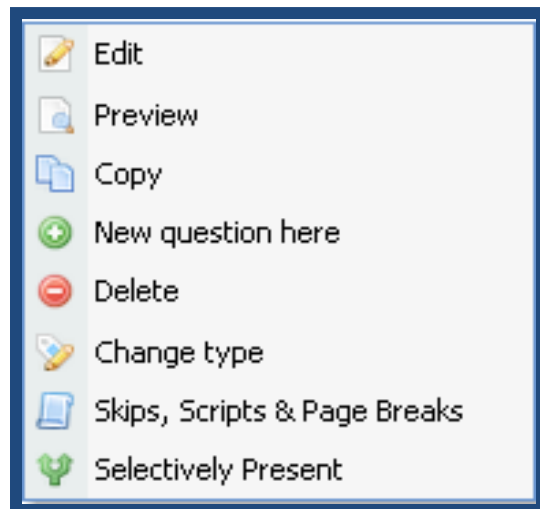 Edit
Preview
Copy
New question here
Delete
Change type
Skips, Scripts & Page Breaks
Selectively Present